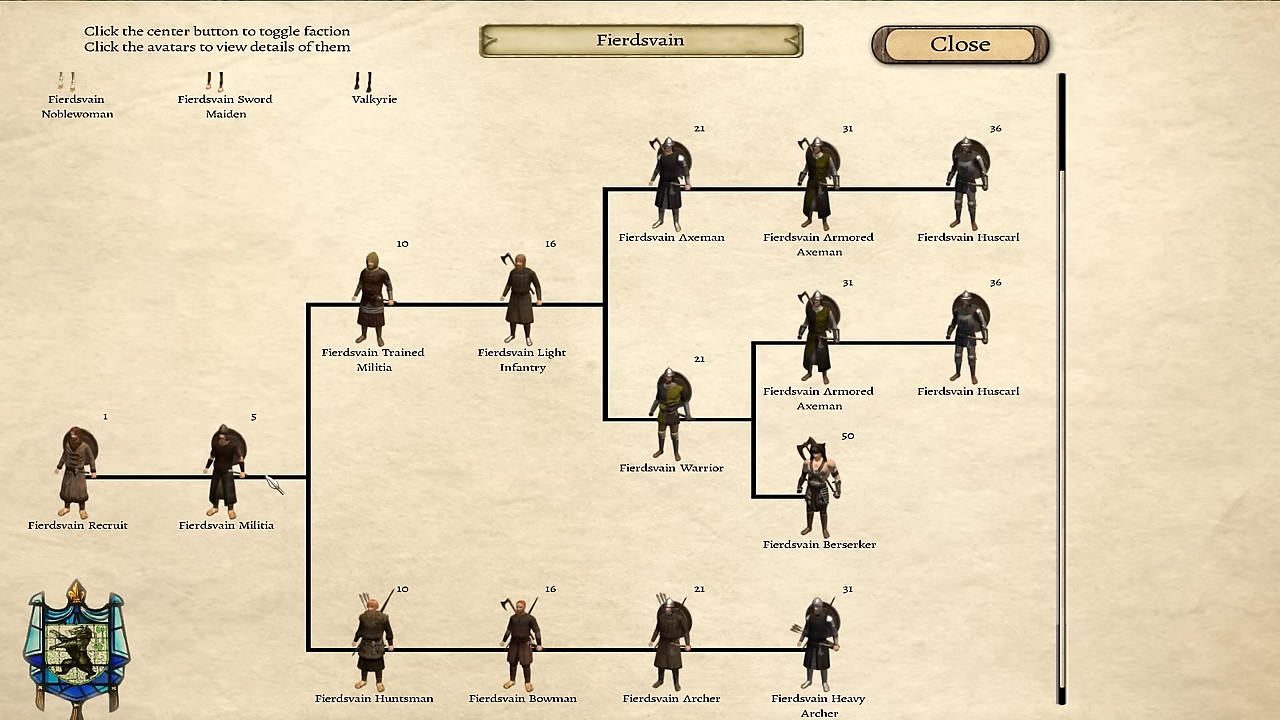 Click the center button to toggle faction
Click the avatars to view details of them
Fierdsvain
Close
Fierdsvain
Noblewoman
Fierdsvain Sword
Maiden
Valkyrie
21
31
36
Fierdsvain Axeman
Fierdsvain Armored
Axeman
Fierdsvain Huscarl
10
16
Fierdsvain Trained
Militia
Fierdsvain Light
Infantry
31
36
Fierdsvain Armored
Axeman
Fierdsvain Huscarl
21
Fierdsvain Warrior
1
5
Fierdsvain Recruit
Fierdsvain Militia
50
Fierdsvain Berserker
10
16
21
31
Fierdsvain Huntsman
Fierdsvain Bowman
Fierdsvain Archer
Fierdsvain Heavy
Archer